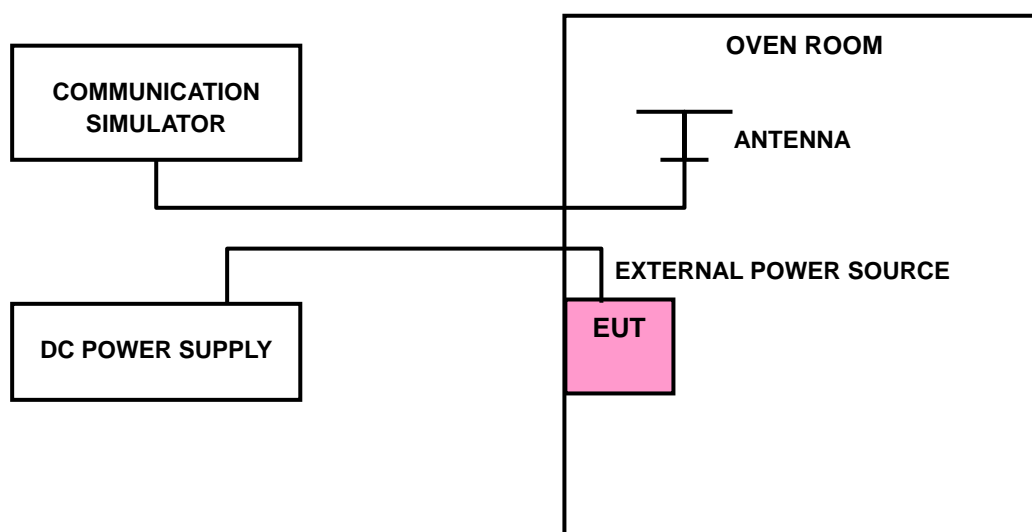 OVEN ROOM
COMMUNICATION
SIMULATOR
ANTENNA
EXTERNAL POWER SOURCE
EUT
DC POWER SUPPLY